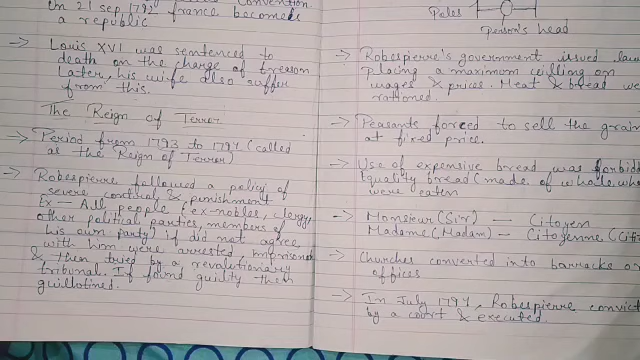 on 21 sep 1792 france becomes
a republic
→ Louis XVI was sentenced to
death on the charge of treason
Later, his wife also suffer
from this.
The Reign of Terror
→ Period from 1793 to 1794 (called
as the Reign of Terror)
→ Robespierre followed a policy of
severe control & punishment
Ex — All people (ex-nobles, clergy,
other political parties, members of
his own party) if did not agree
with him were arrested, imprisoned
& then tried by a revolutionary
tribunal. If found guilty then
guillotined.
Poles
person's head
→ Robespierre's government issued laws
placing a maximum ceiling on
wages & prices. Meat & bread we
rationed.
→ Peasants forced to sell the grain
at fixed price.
→ Use of expensive bread was forbidd
equality bread (made of whole whe
were eaten
→ Monsieur (Sir) — Citoyen
Madame (Madam) — Citoyenne (Citi
→ Churches converted into barracks or
offices
→ In July 1794, Robespierre convict
by a court & executed.